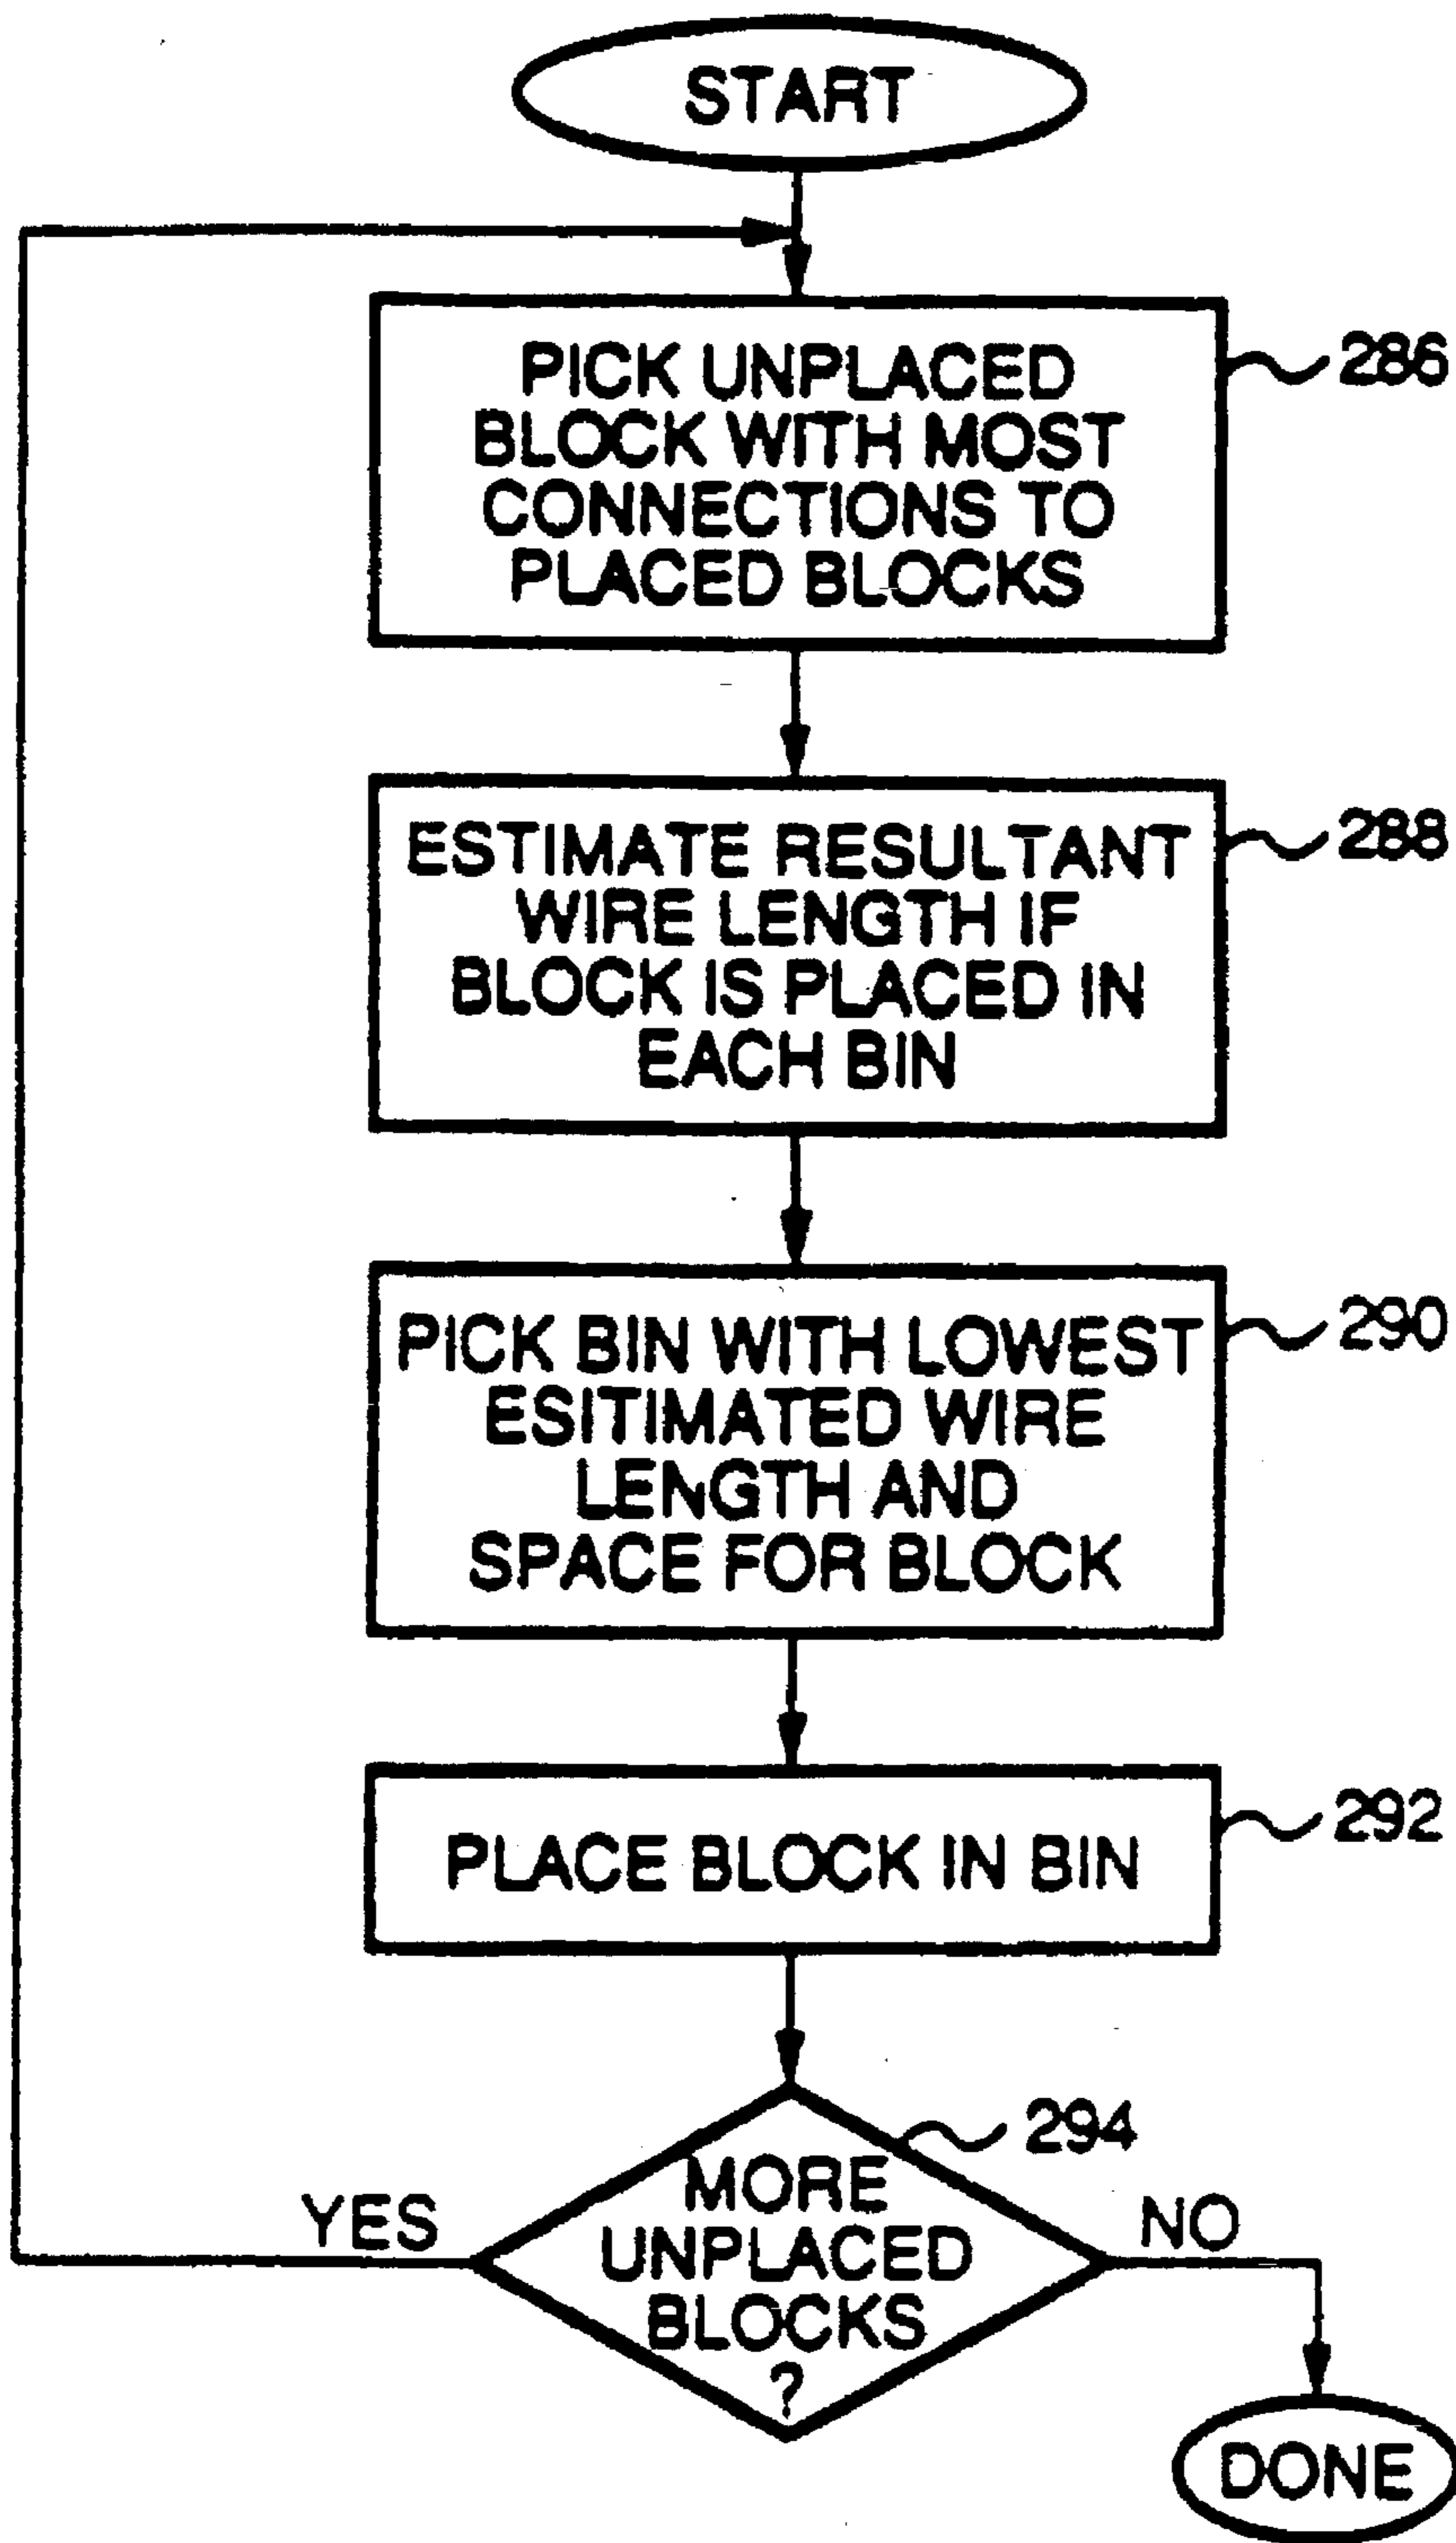 START
PICK UNPLACED
BLOCK WITH MOST
CONNECTIONS TO
PLACED BLOCKS
286
ESTIMATE RESULTANT
WIRE LENGTH IF
BLOCK IS PLACED IN
EACH BIN
288
PICK BIN WITH LOWEST
ESITIMATED WIRE
LENGTH AND
SPACE FOR BLOCK
290
PLACE BLOCK IN BIN
292
294
MORE
UNPLACED
BLOCKS
?
YES
NO
DONE